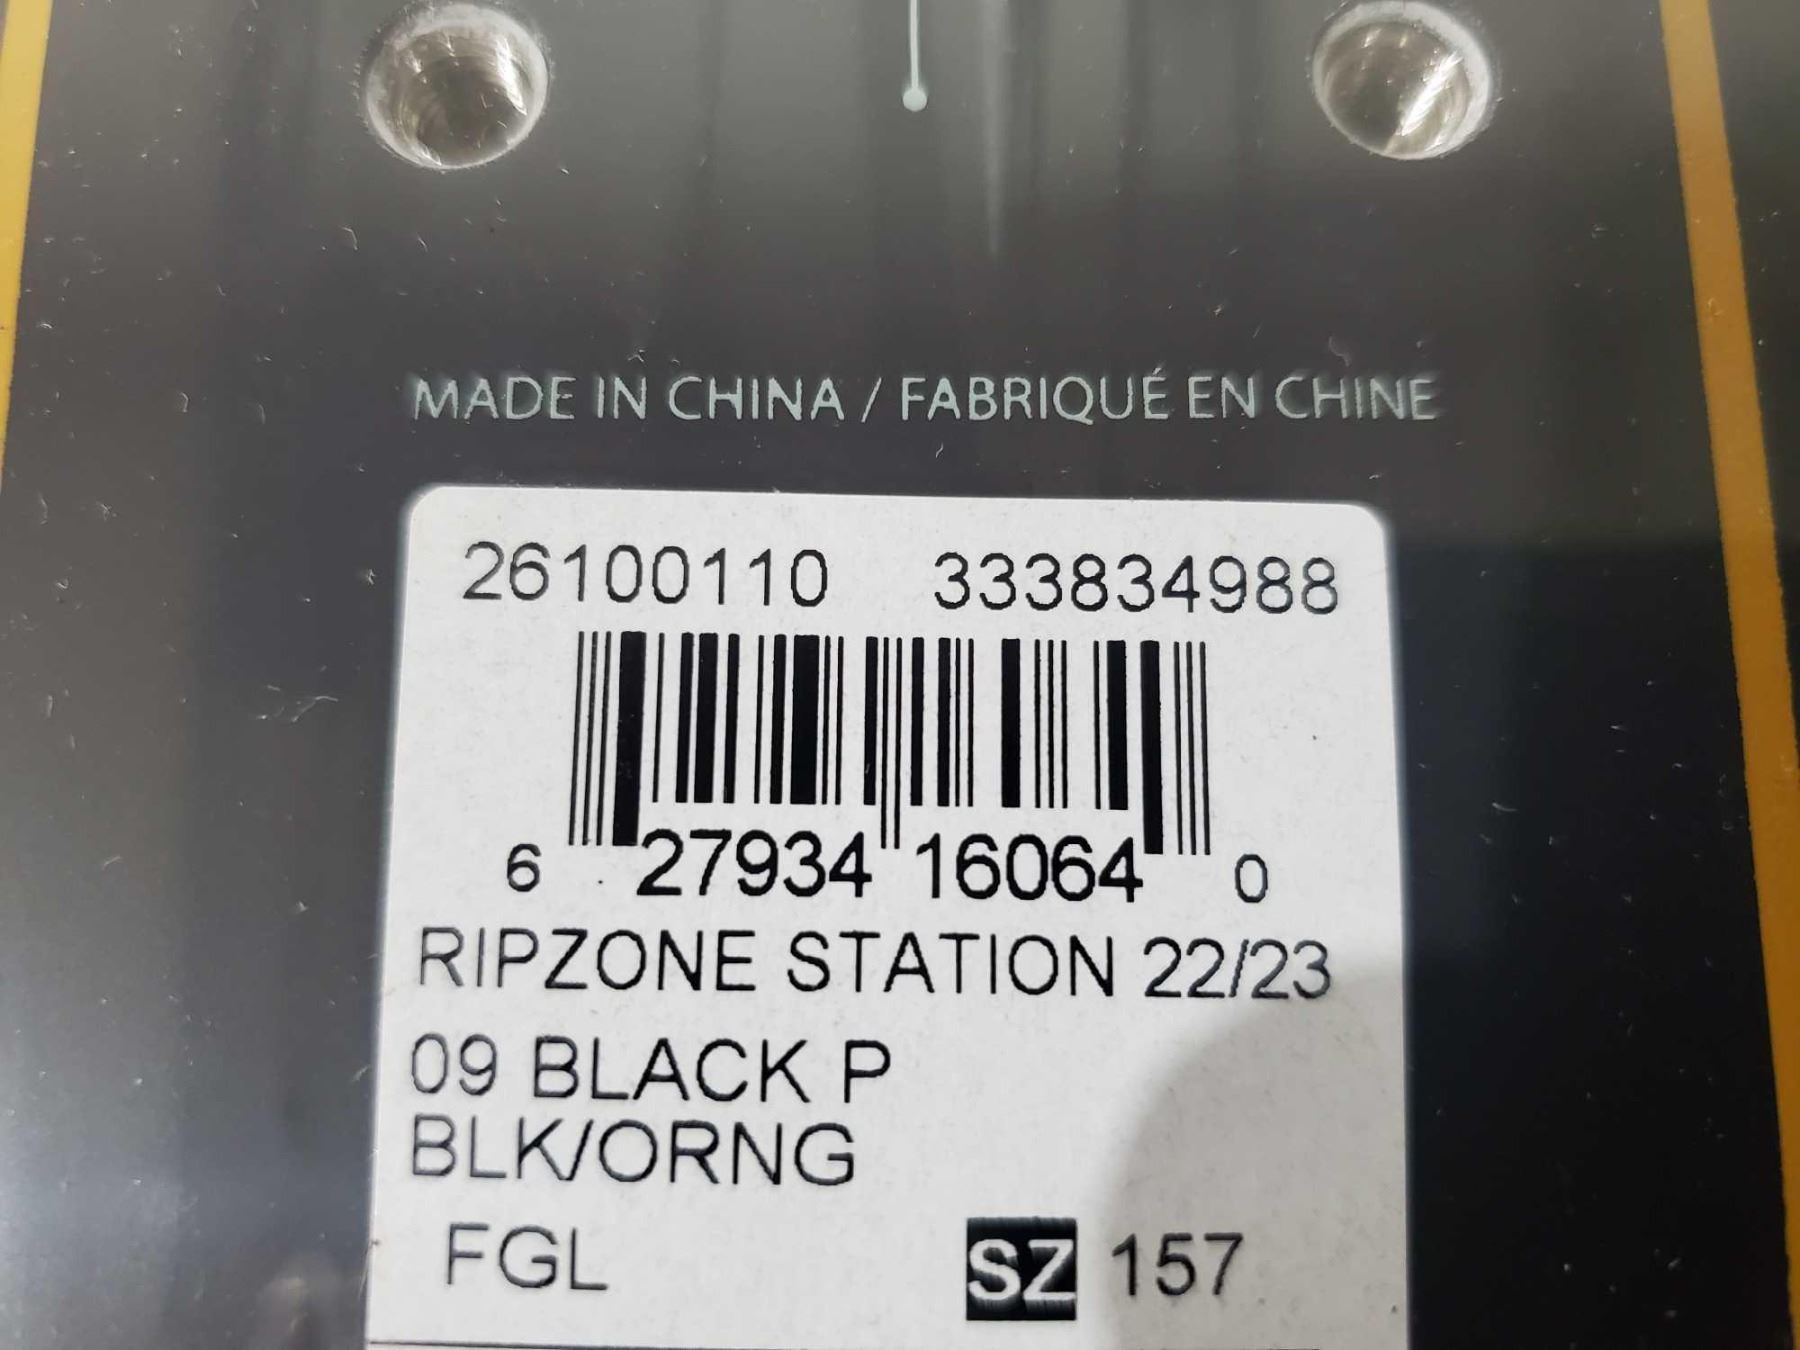 MADE IN CHINA / FABRIQUÉ EN CHINE
26100110 333834988
6 27934 16064 0
RIPZONE STATION 22/23
09 BLACK P
BLK/ORNG
FGL SZ 157